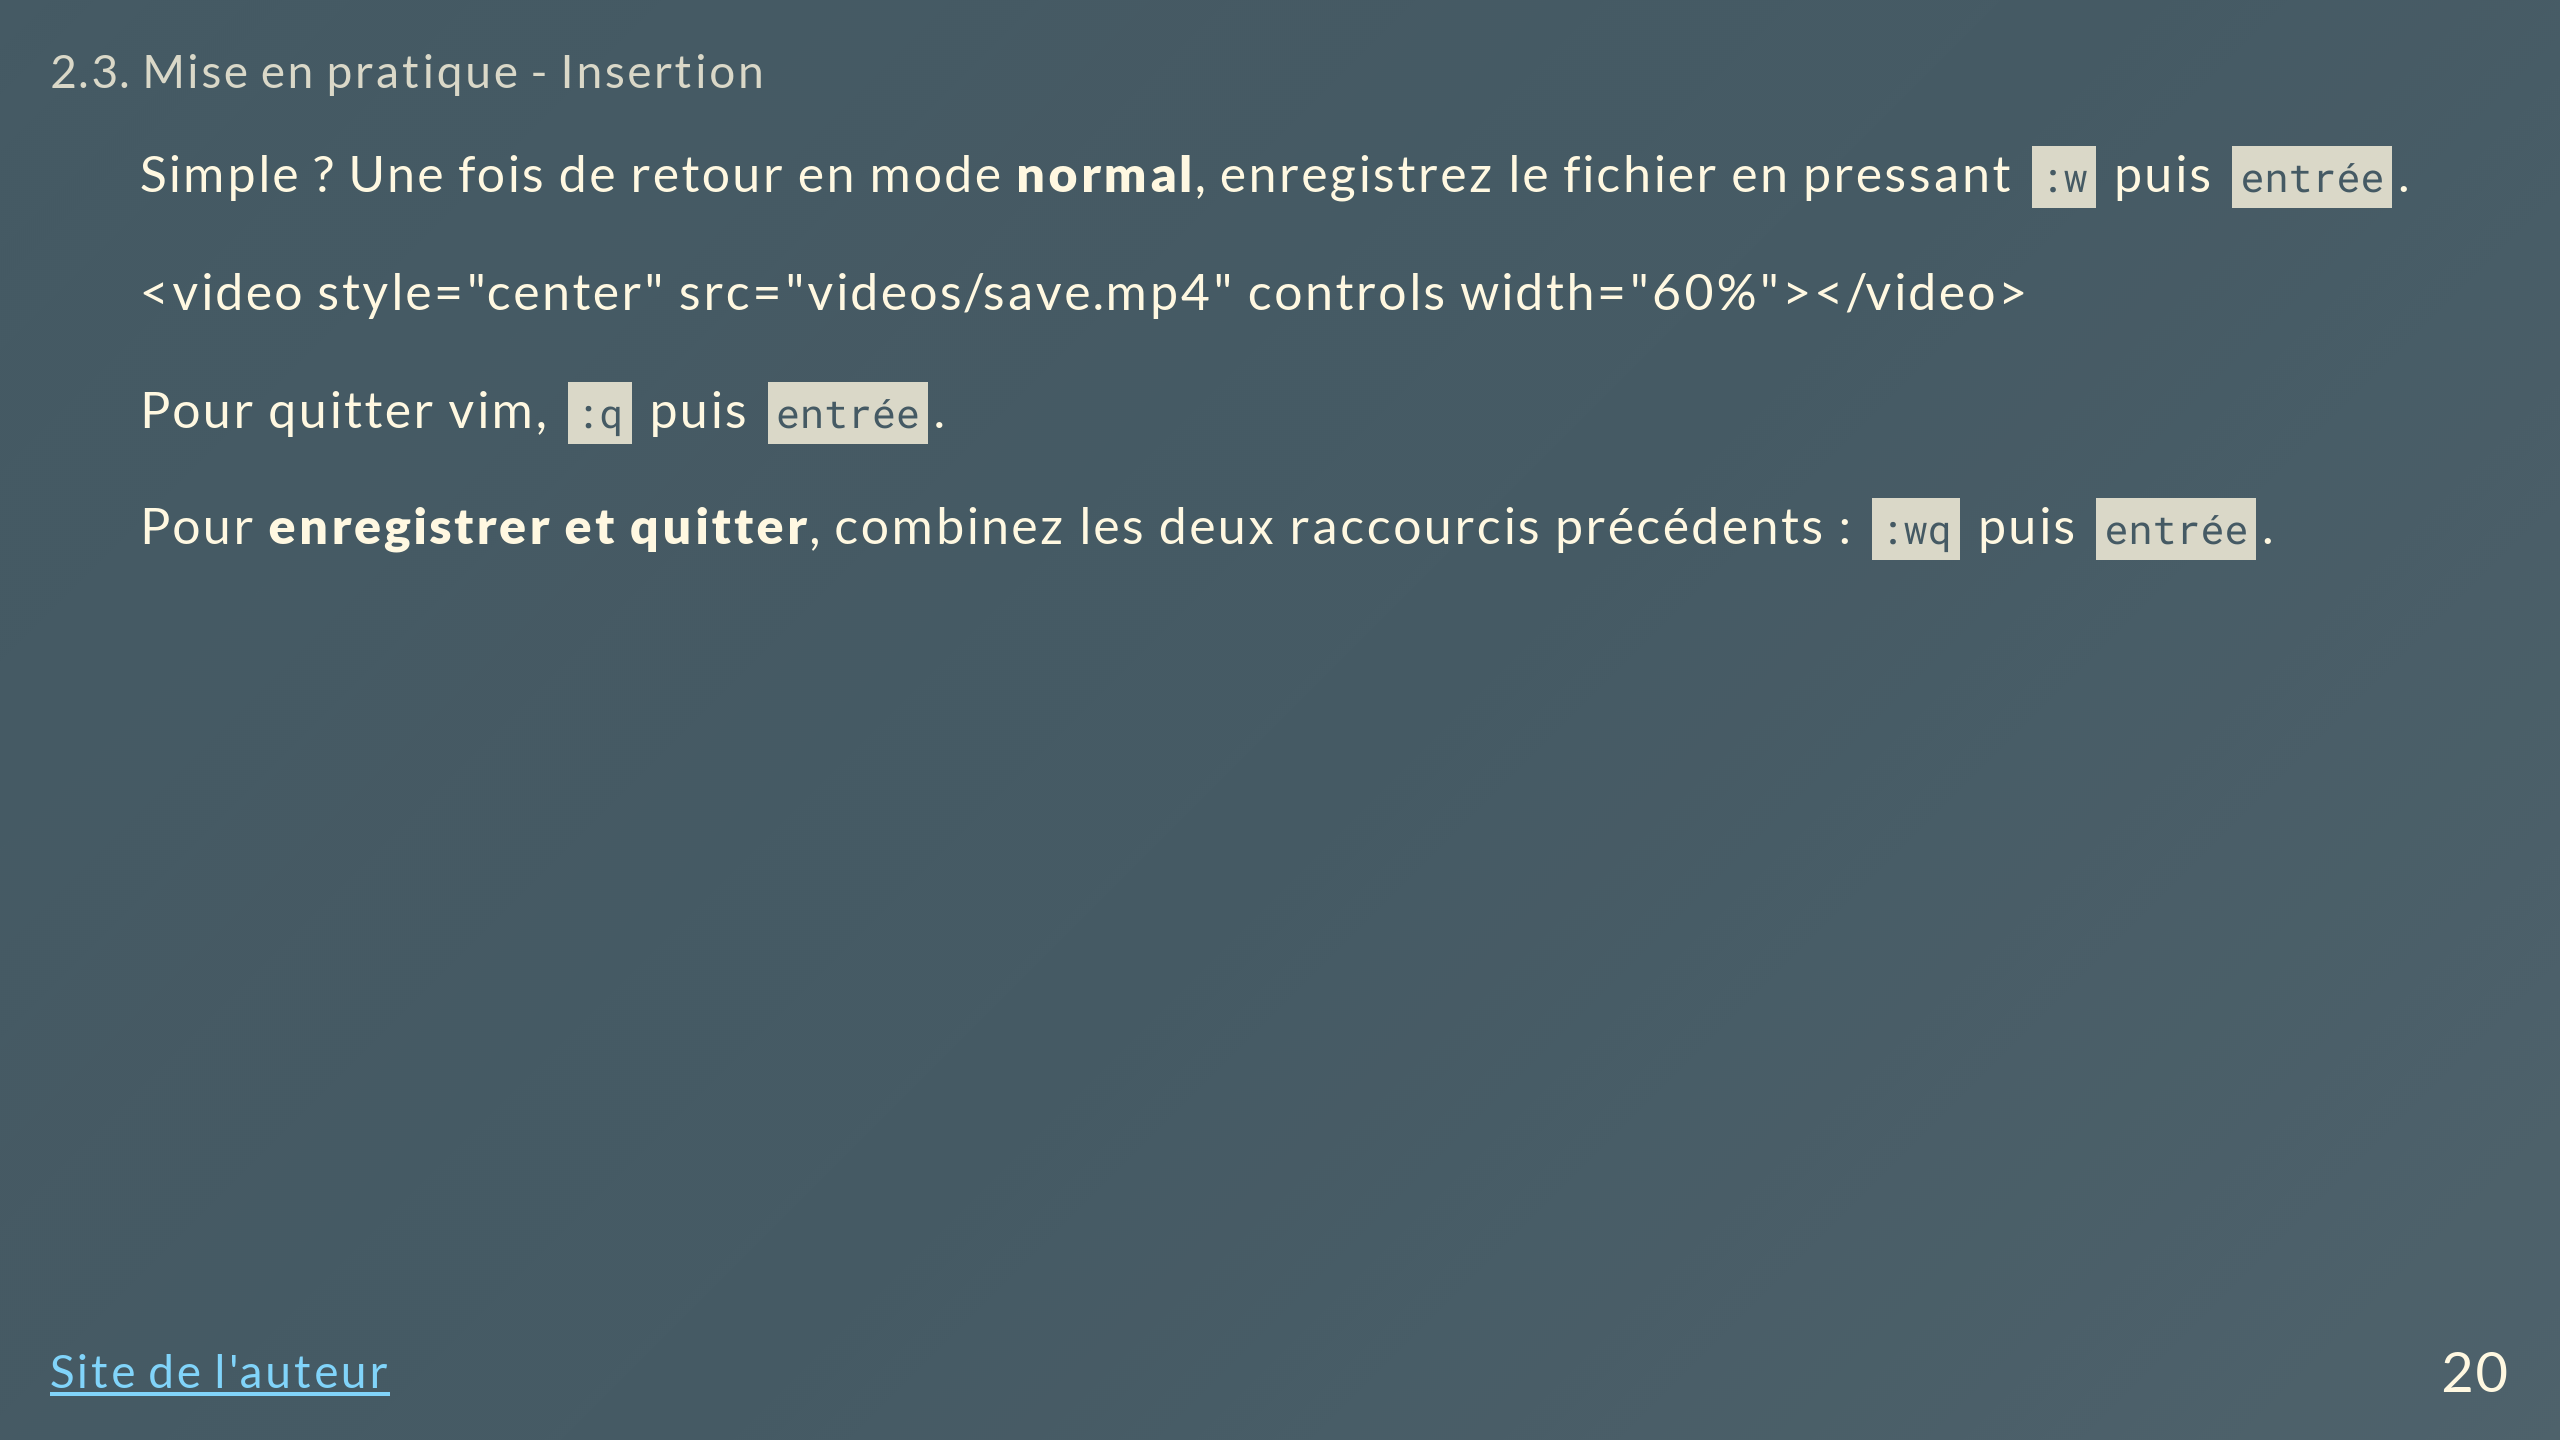 2.3. Mise en pratique - Insertion
Simple ? Une fois de retour en mode normal, enregistrez le fichier en pressant :w puis entrée.
<video style="center" src="videos/save.mp4" controls width="60%"></video>
Pour quitter vim, :q puis entrée.
Pour enregistrer et quitter, combinez les deux raccourcis précédents : :wq puis entrée.
Site de l'auteur
20